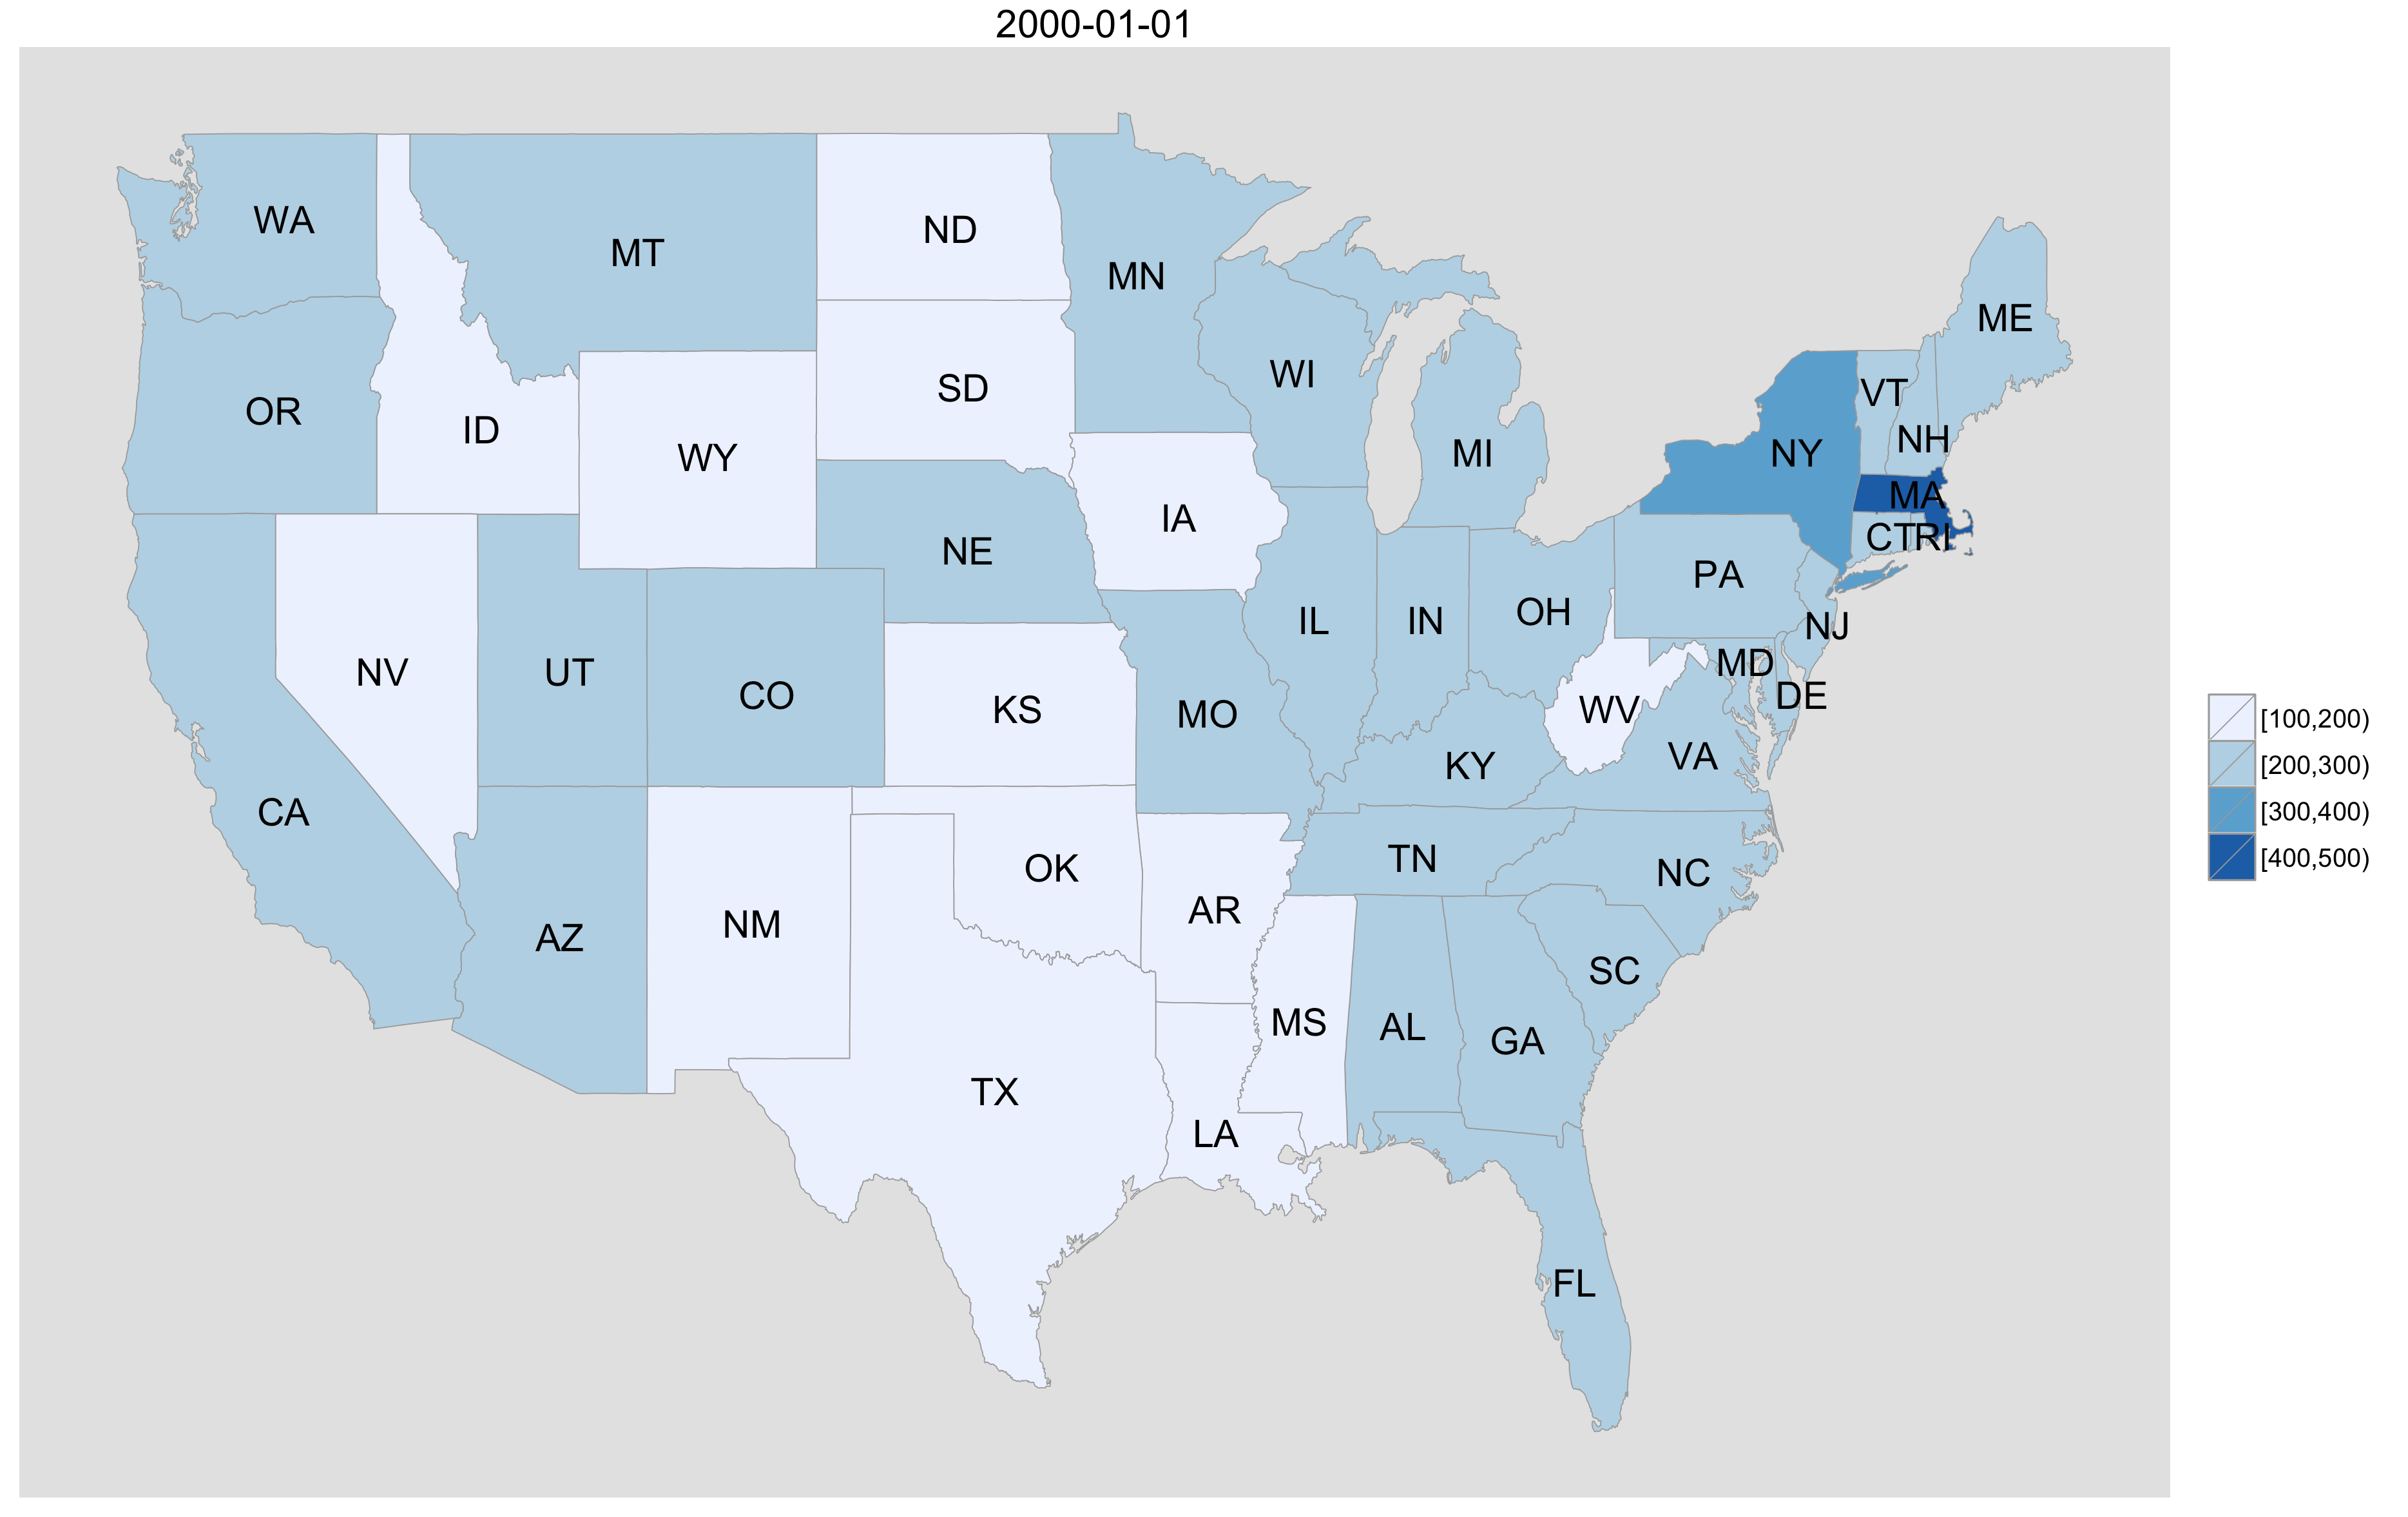 2000-01-01
WA
MT
ND
MN
ME
OR
ID
WY
SD
WI
MI
NY
VT
NH
MA
CT
RI
NE
IA
PA
NJ
NV
UT
CO
KS
MO
IL
IN
OH
WV
MD
DE
VA
KY
[100,200)
[200,300)
[300,400)
[400,500)
CA
AZ
NM
OK
AR
TN
NC
SC
TX
LA
MS
AL
GA
FL